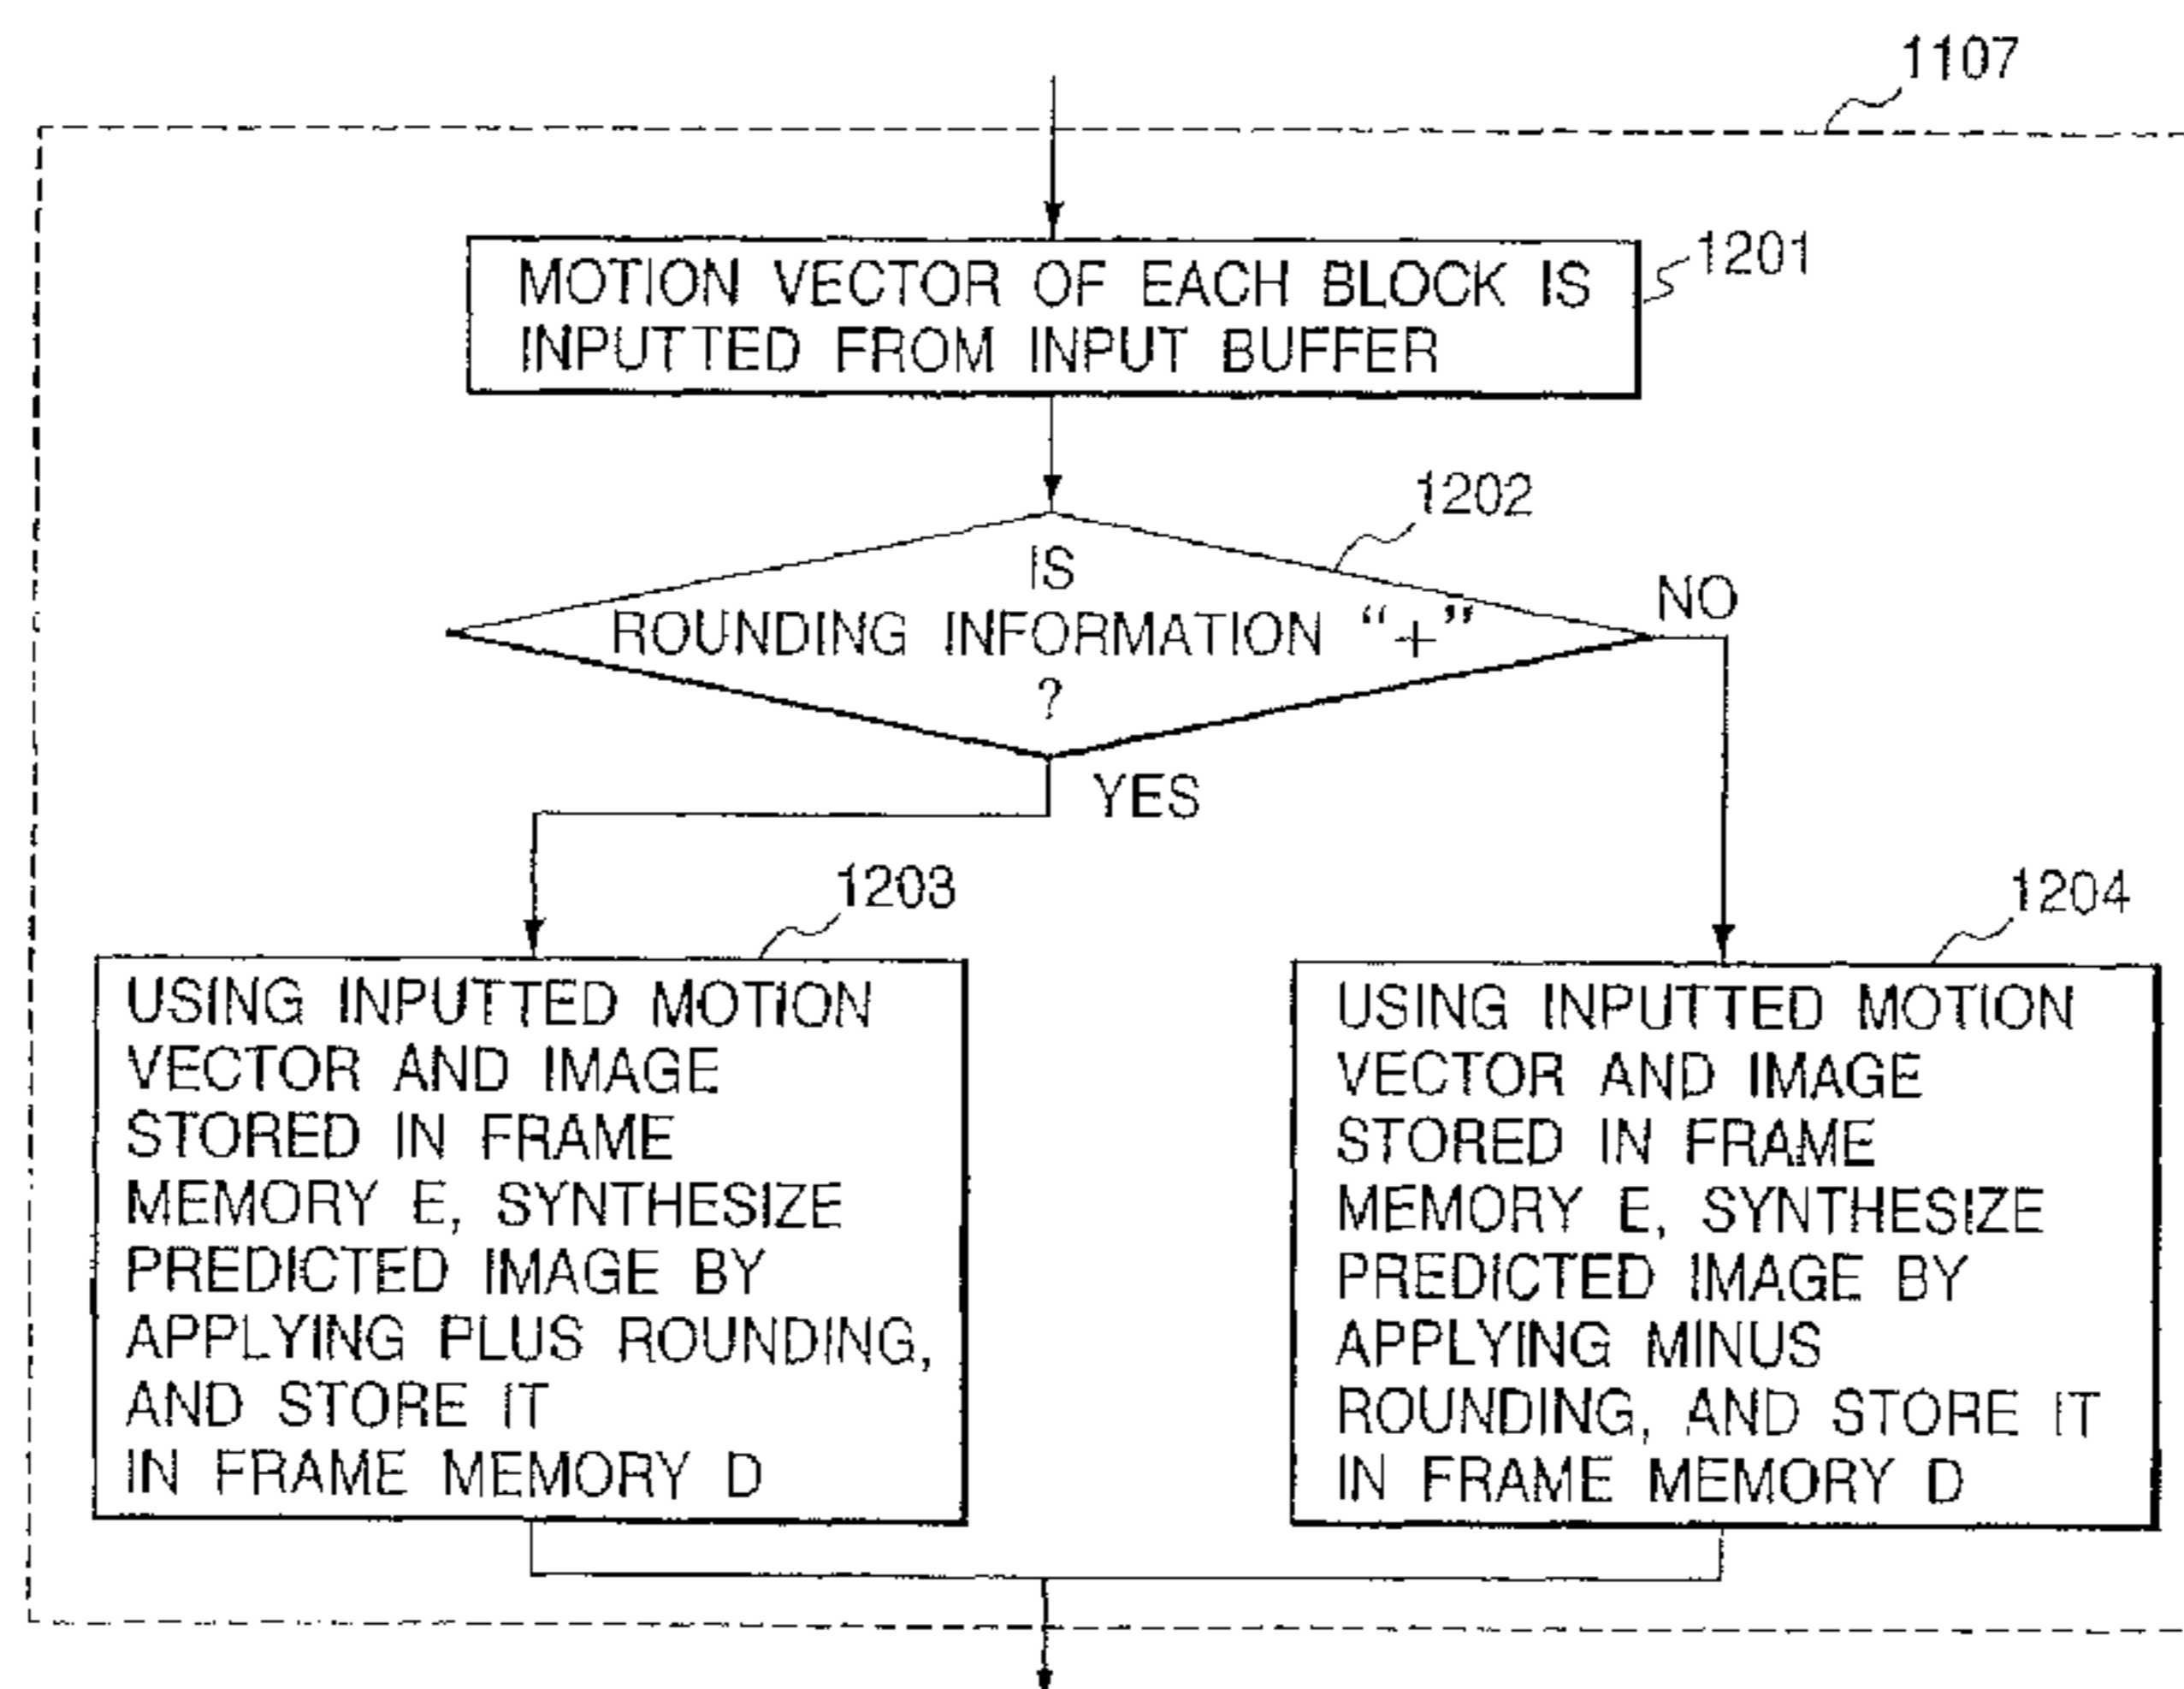 1107
MOTION VECTOR OF EACH BLOCK IS
INPUTTED FROM INPUT BUFFER
1201
1202
IS
ROUNDING INFORMATION “+”
?
NO
YES
1203
USING INPUTTED MOTION
VECTOR AND IMAGE
STORED IN FRAME
MEMORY E, SYNTHESIZE
PREDICTED IMAGE BY
APPLYING PLUS ROUNDING,
AND STORE IT
IN FRAME MEMORY D
1204
USING INPUTTED MOTION
VECTOR AND IMAGE
STORED IN FRAME
MEMORY E, SYNTHESIZE
PREDICTED IMAGE BY
APPLYING MINUS
ROUNDING, AND STORE IT
IN FRAME MEMORY D